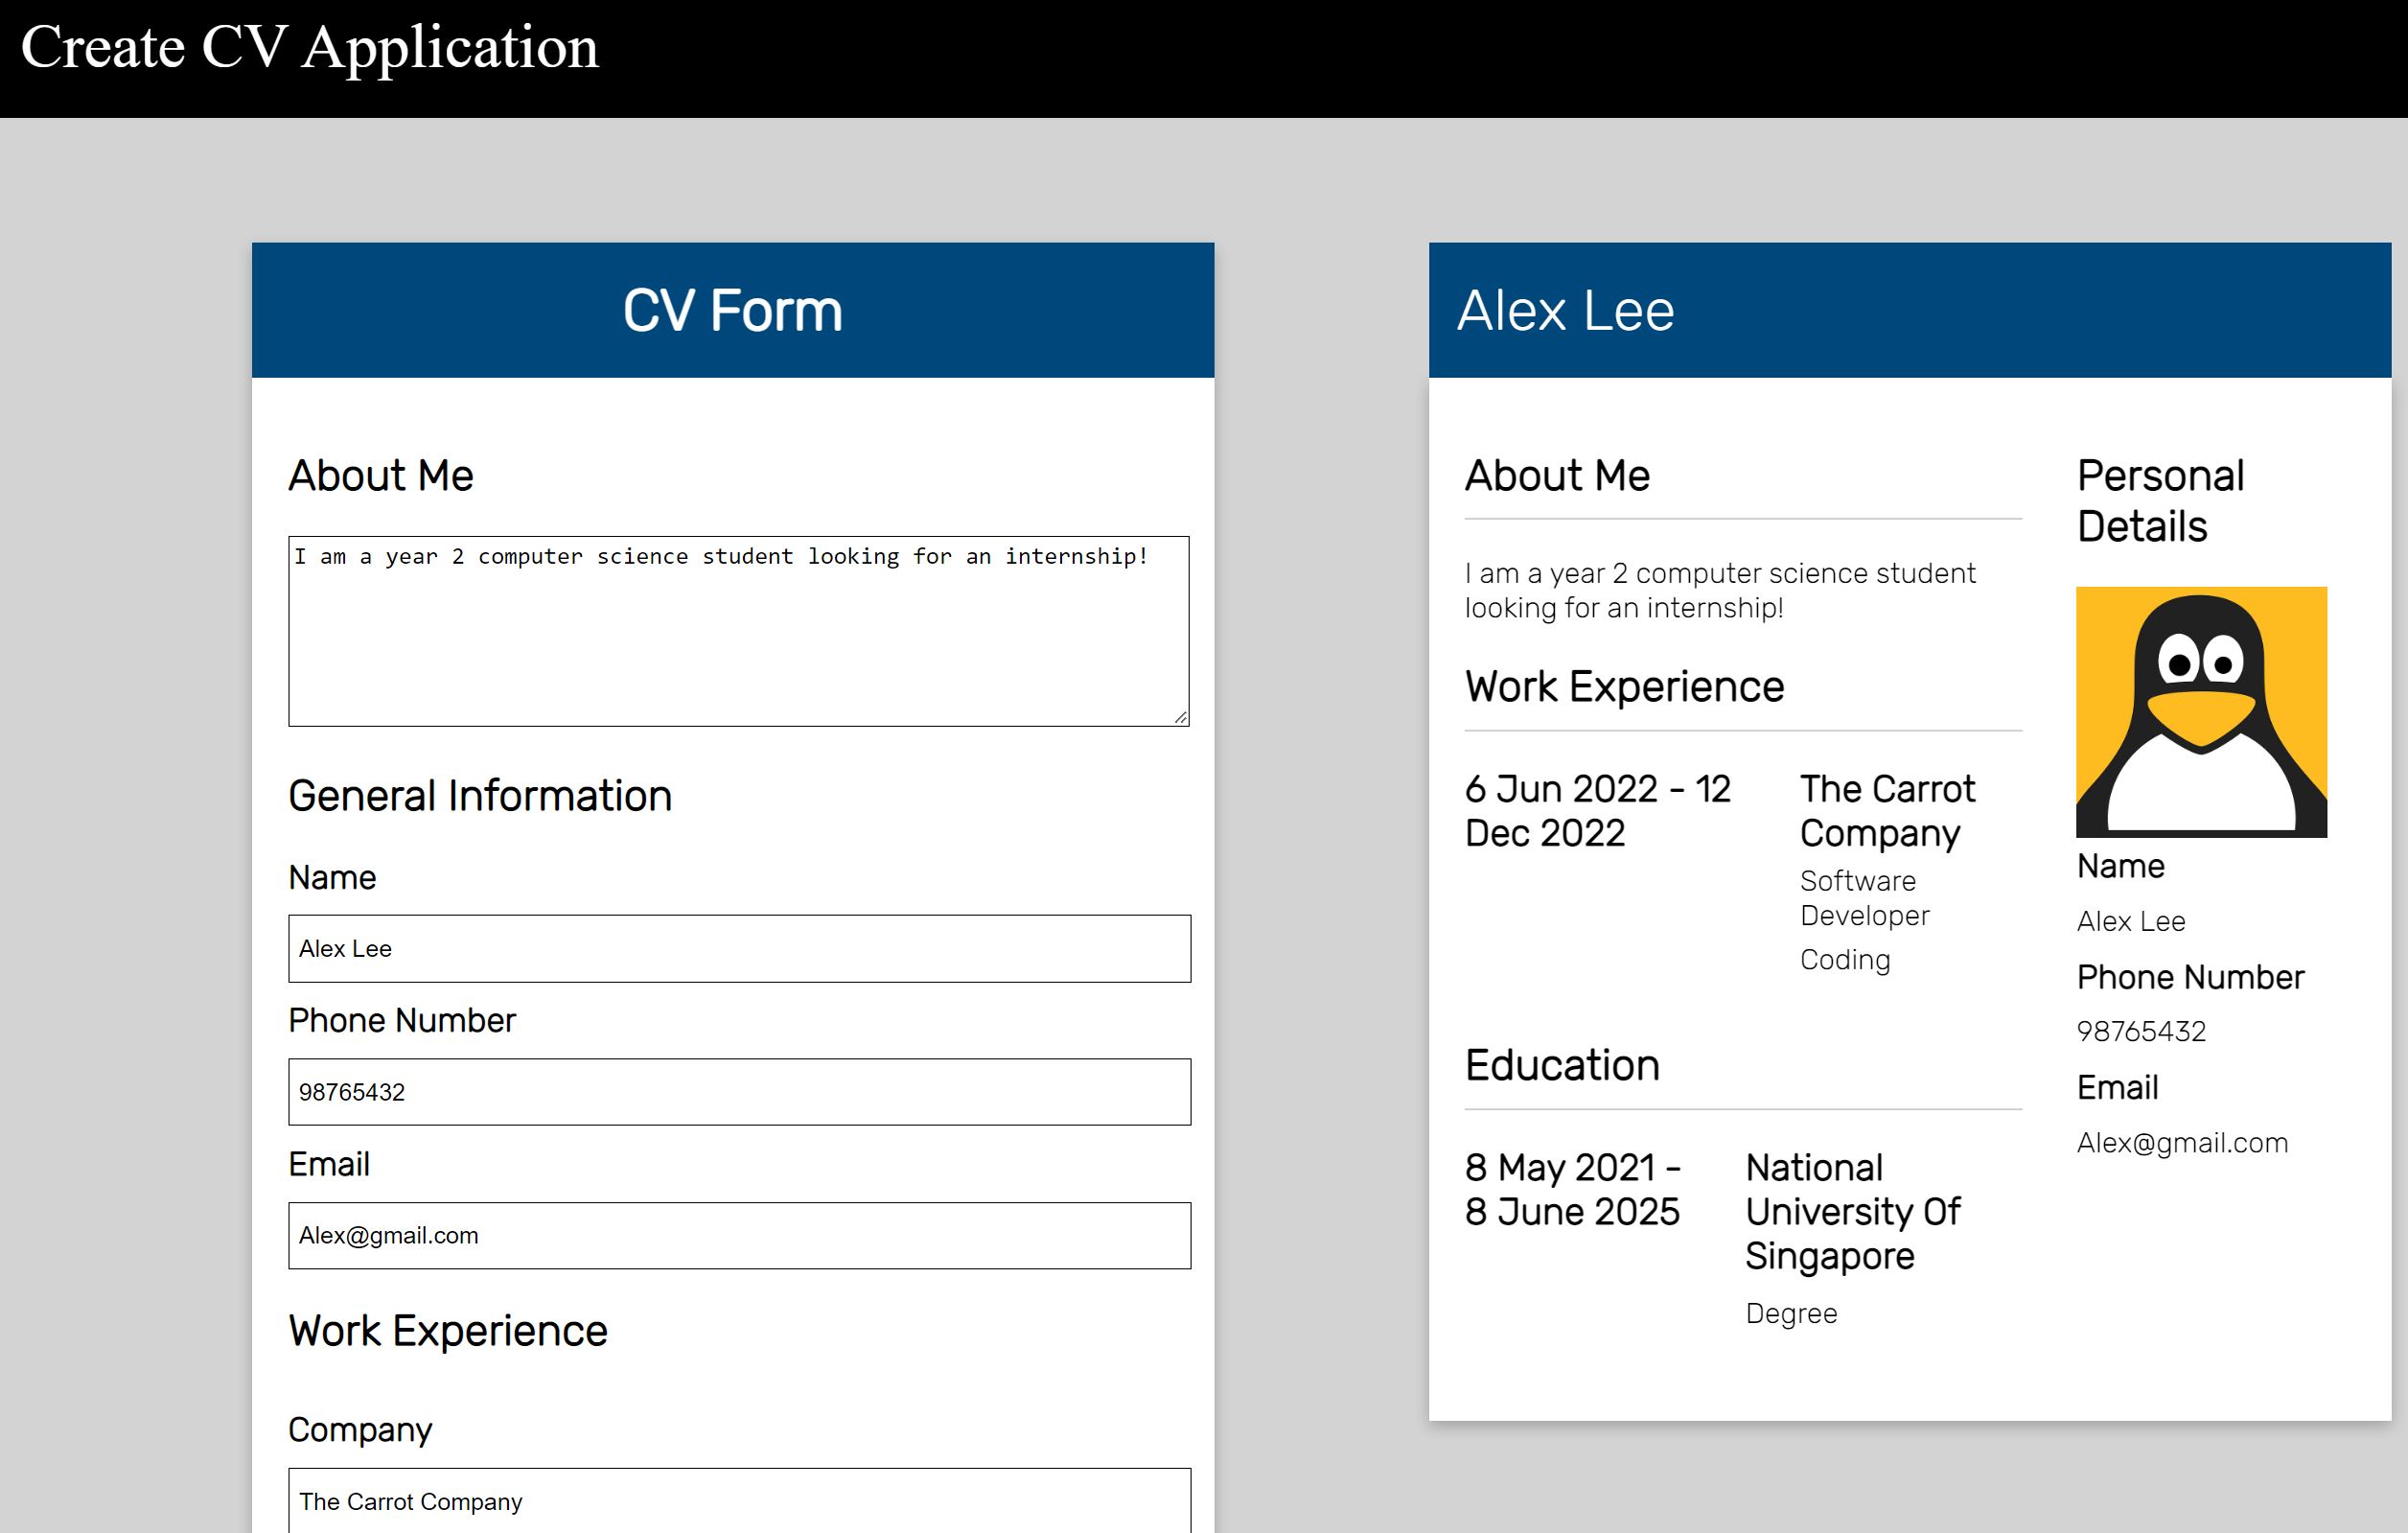 Create CV Application
CV Form
About Me
I am a year 2 computer science student looking for an internship!
General Information
Name
Alex Lee
Phone Number
98765432
Email
Alex@gmail.com
Work Experience
Company
The Carrot Company
Alex Lee
About Me
I am a year 2 computer science student
looking for an internship!
Work Experience
6 Jun 2022 - 12
Dec 2022
The Carrot
Company
Software
Developer
Coding
Education
8 May 2021 -
8 June 2025
National
University Of
Singapore
Degree
Personal
Details
Name
Alex Lee
Phone Number
98765432
Email
Alex@gmail.com